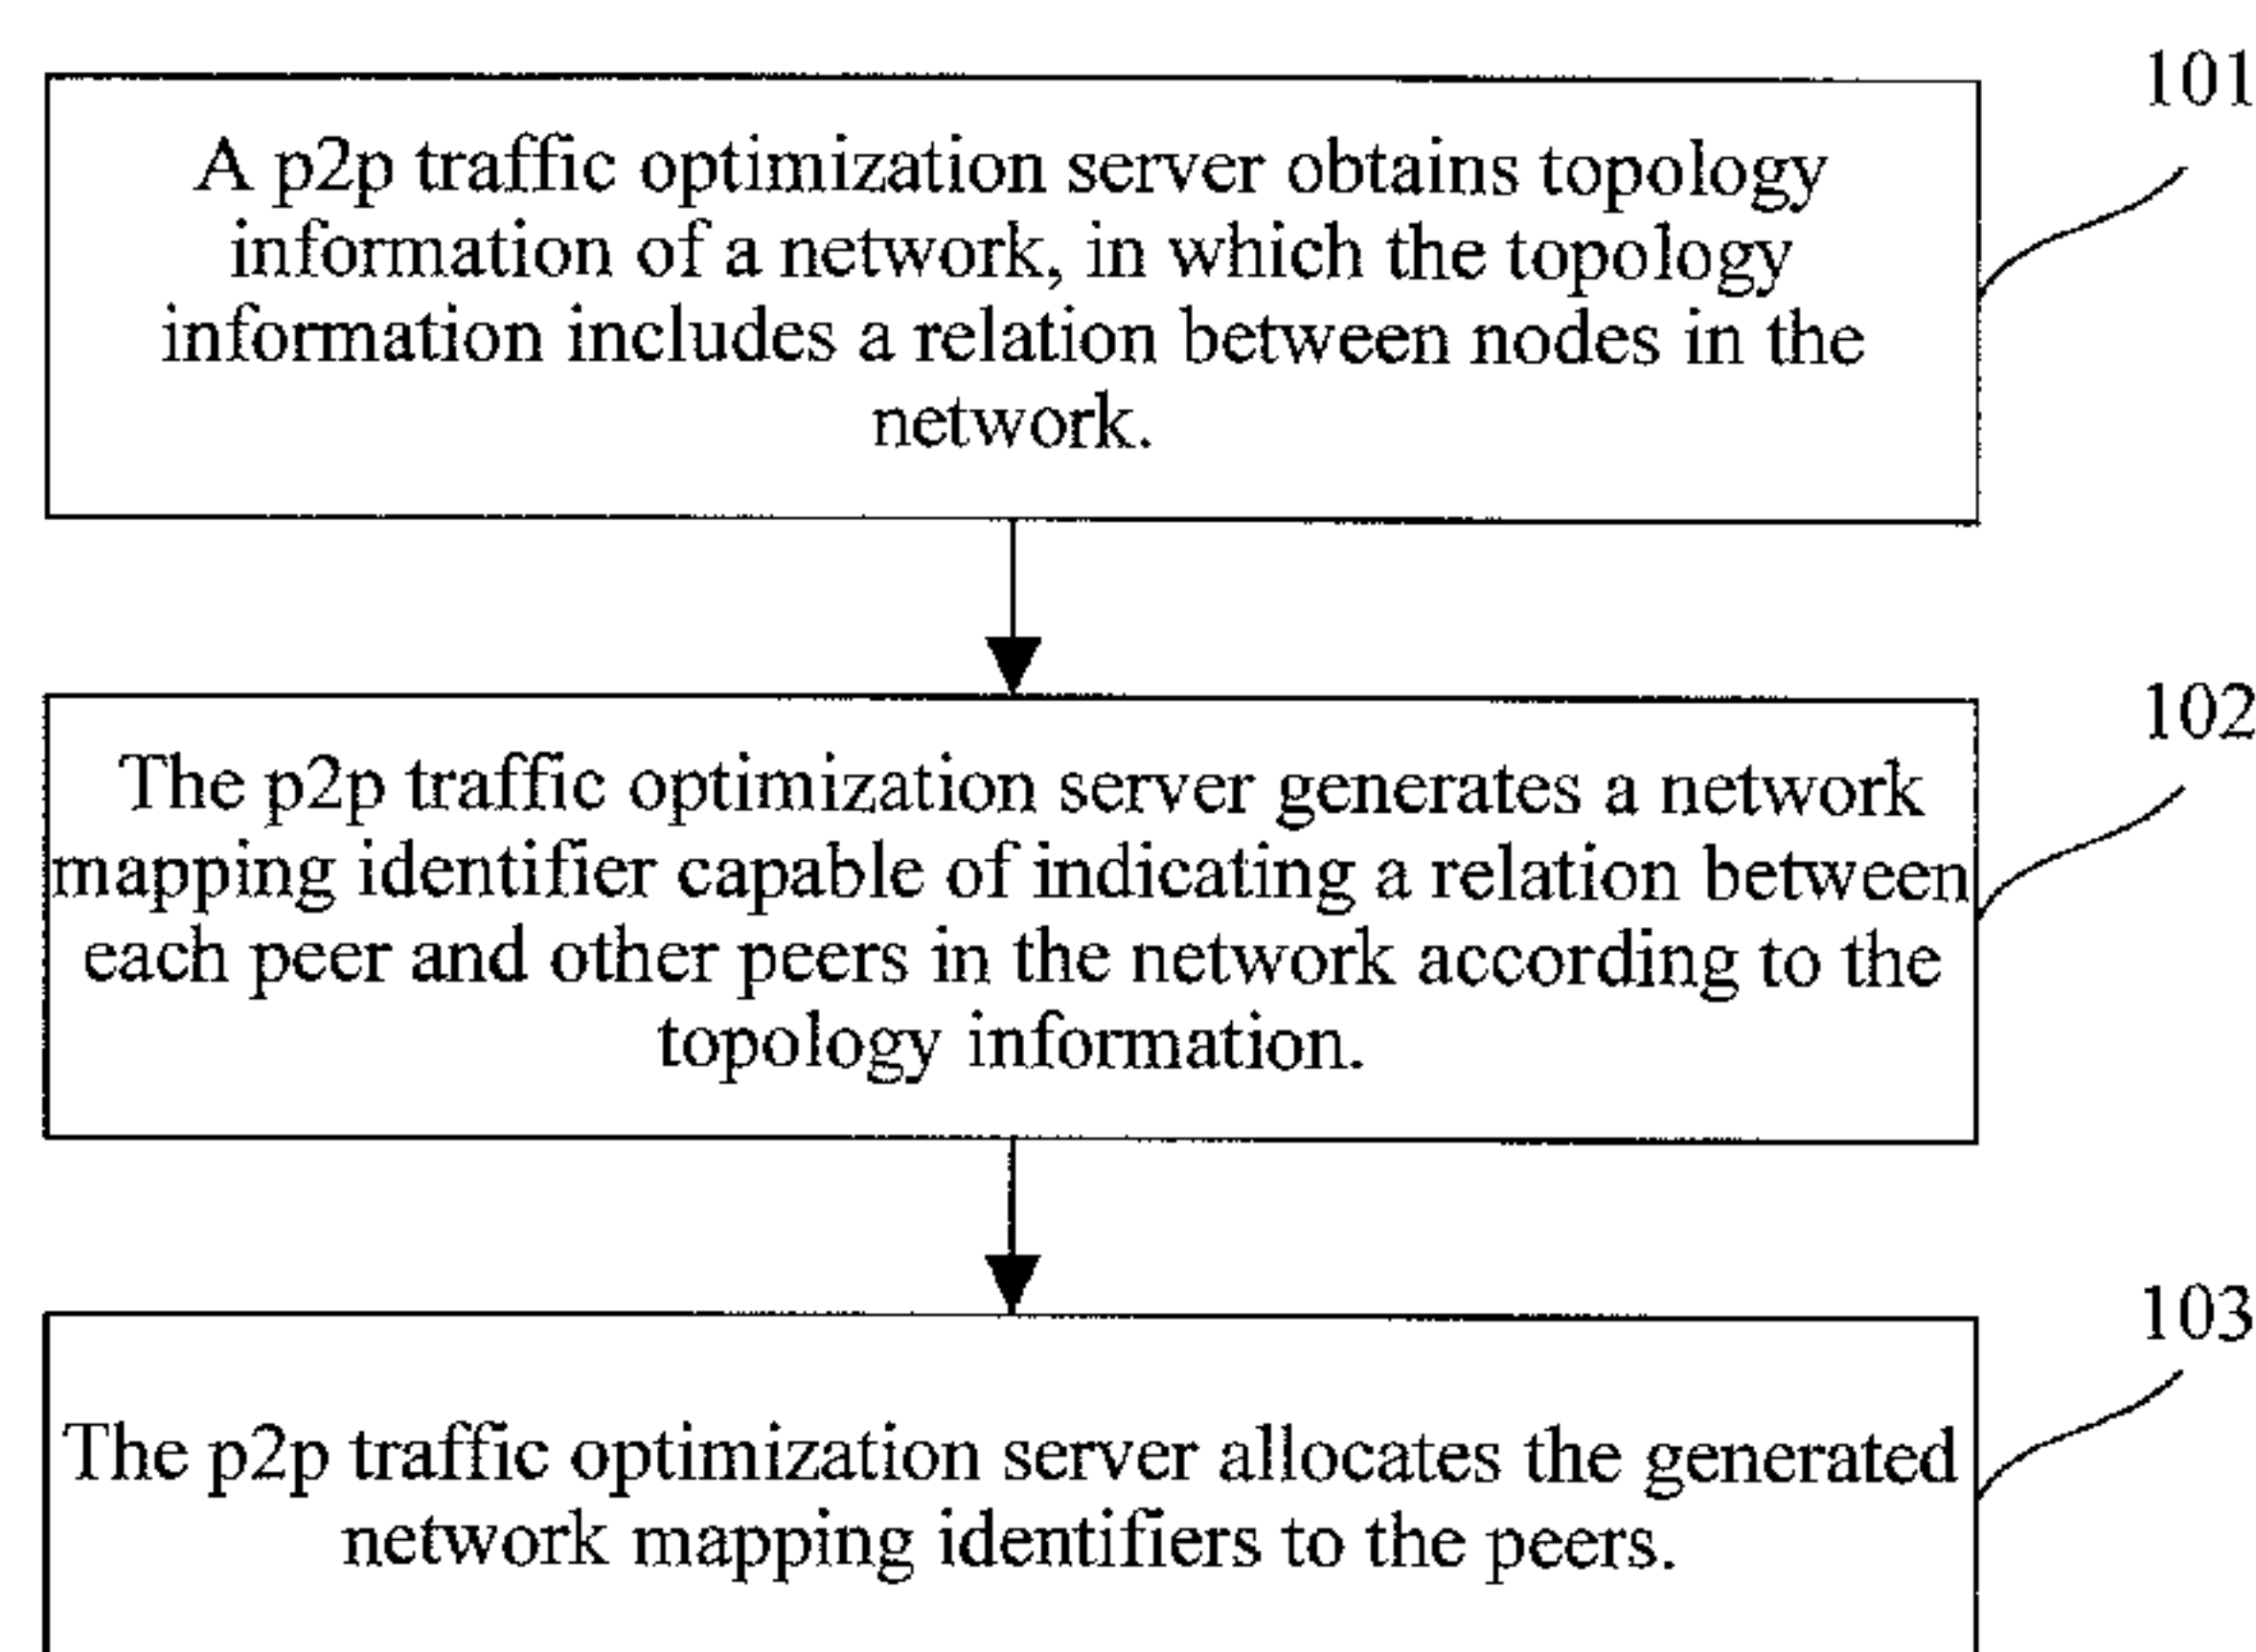 101
A p2p traffic optimization server obtains topology
information of a network, in which the topology
information includes a relation between nodes in the
network.
102
The p2p traffic optimization server generates a network
mapping identifier capable of indicating a relation between
each peer and other peers in the network according to the
topology information.
103
The p2p traffic optimization server allocates the generated
network mapping identifiers to the peers.